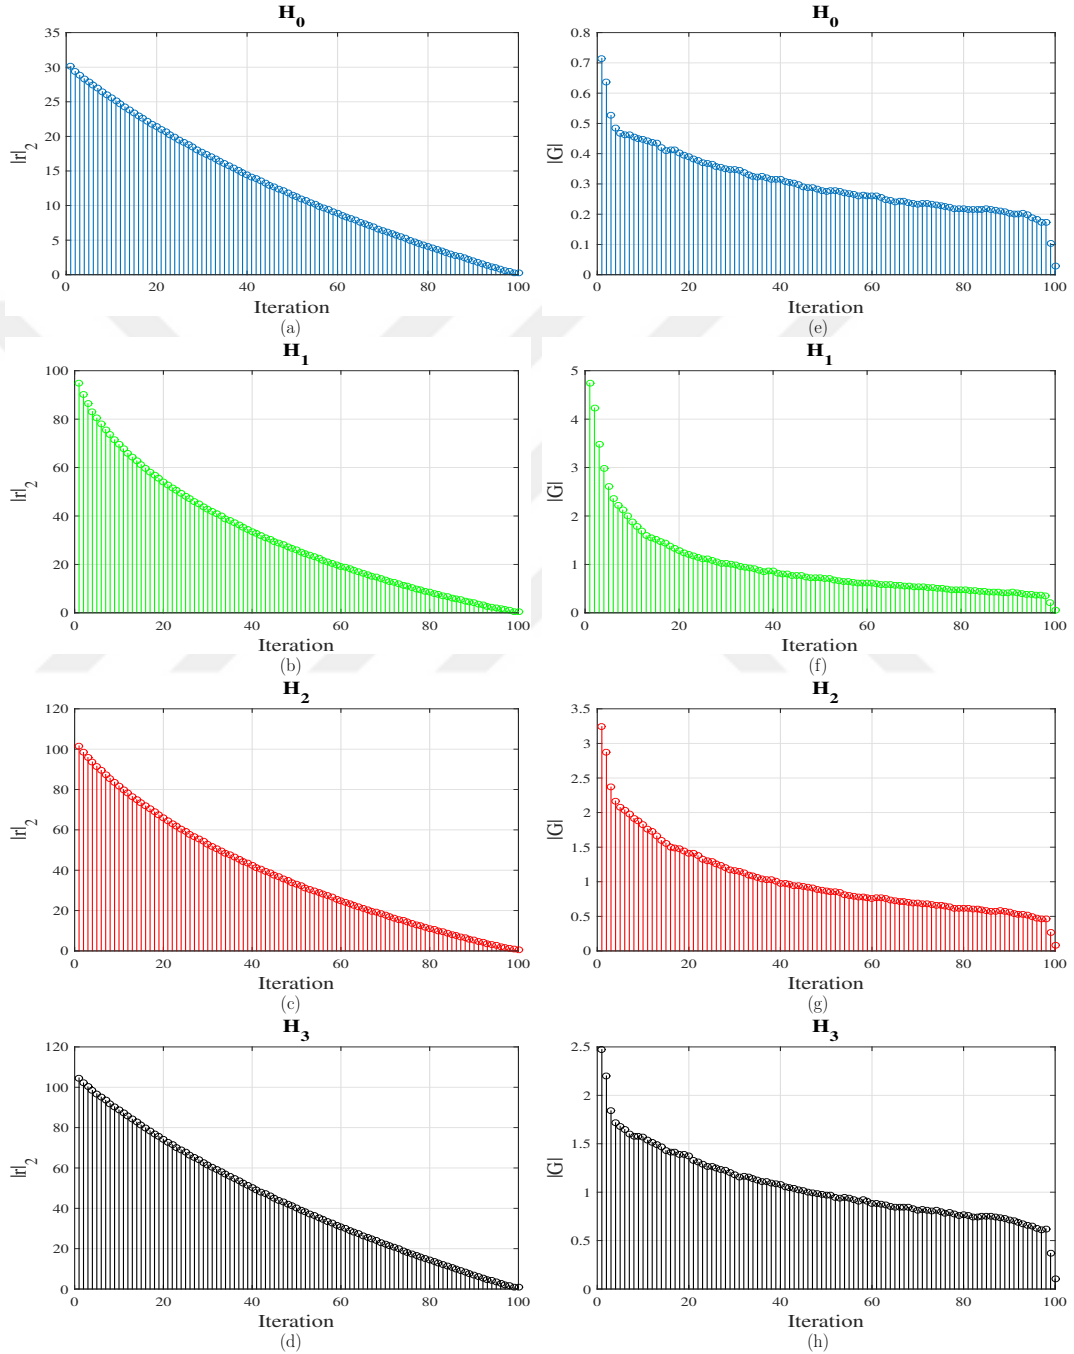 H0
35
30
25
20
15
10
5
0
|r|2
0 20 40 60 80 100
Iteration
(a)
H0
0.8
0.7
0.6
0.5
0.4
0.3
0.2
0.1
0
|G|
0 20 40 60 80 100
Iteration
(e)
H1
100
80
60
40
20
0
|r|2
0 20 40 60 80 100
Iteration
(b)
H1
5
4
3
2
1
0
|G|
0 20 40 60 80 100
Iteration
(f)
H2
120
100
80
60
40
20
0
|r|2
0 20 40 60 80 100
Iteration
(c)
H2
3.5
3
2.5
2
1.5
1
0.5
0
|G|
0 20 40 60 80 100
Iteration
(g)
H3
120
100
80
60
40
20
0
|r|2
0 20 40 60 80 100
Iteration
(d)
H3
2.5
2
1.5
1
0.5
0
|G|
0 20 40 60 80 100
Iteration
(h)